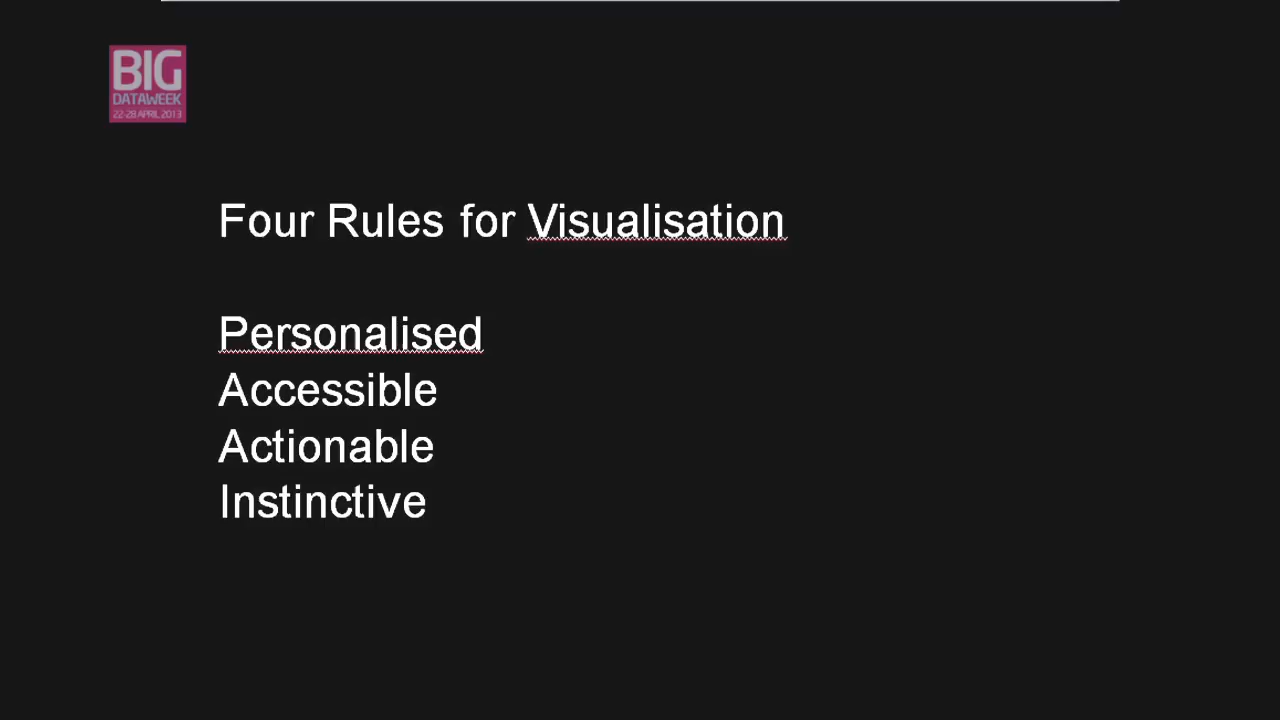 BIG
DATAWEEK
22-28 APRIL 2013
Four Rules for Visualisation
Personalised
Accessible
Actionable
Instinctive